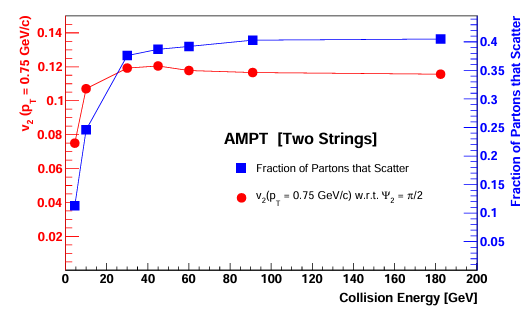 v2 (pT = 0.75 GeV/c)
0.14
0.12
0.1
0.08
0.06
0.04
0.02
AMPT [Two Strings]
Fraction of Partons that Scatter
v2(pT = 0.75 GeV/c) w.r.t. Ψ2 = π/2
0.4
0.35
0.3
0.25
0.2
0.15
0.1
0.05
Fraction of Partons that Scatter
0 20 40 60 80 100 120 140 160 180 200
Collision Energy [GeV]